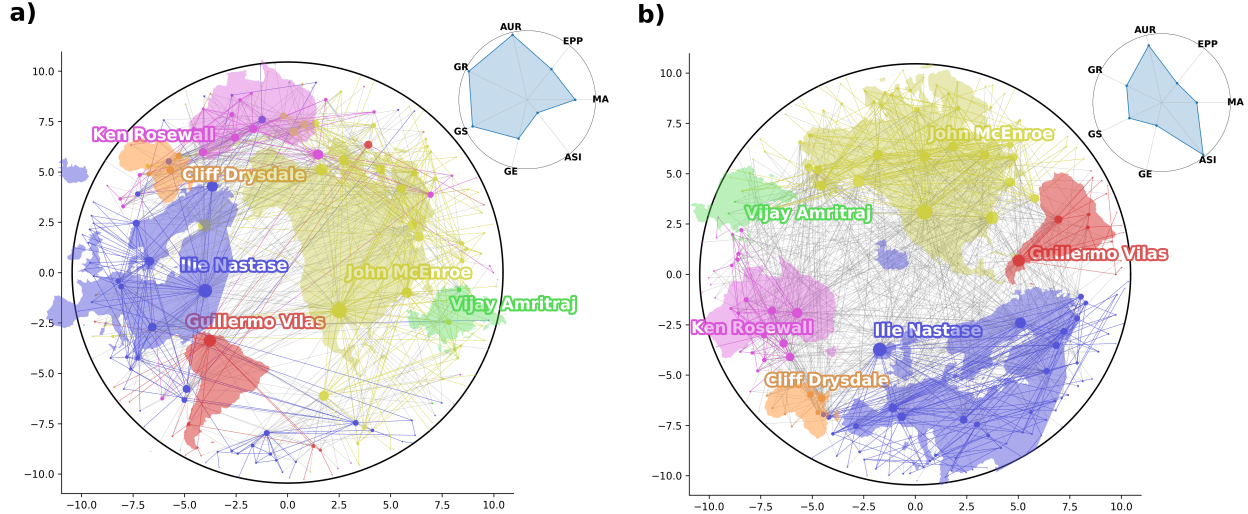 a)
AUR
EPP
GR
MA
GS
ASI
GE
10.0
7.5
5.0
2.5
0.0
−2.5
−5.0
−7.5
−10.0
−10.0 −7.5 −5.0 −2.5 0.0 2.5 5.0 7.5 10.0
Ken Rosewall
Cliff Drysdale
Ilie Nastase
John McEnroe
Vijay Amritraj
Guillermo Vilas
b)
AUR
EPP
GR
MA
GS
ASI
GE
10.0
7.5
5.0
2.5
0.0
−2.5
−5.0
−7.5
−10.0
−10.0 −7.5 −5.0 −2.5 0.0 2.5 5.0 7.5 10.0
John McEnroe
Vijay Amritraj
Guillermo Vilas
Ken Rosewall
Ilie Nastase
Cliff Drysdale